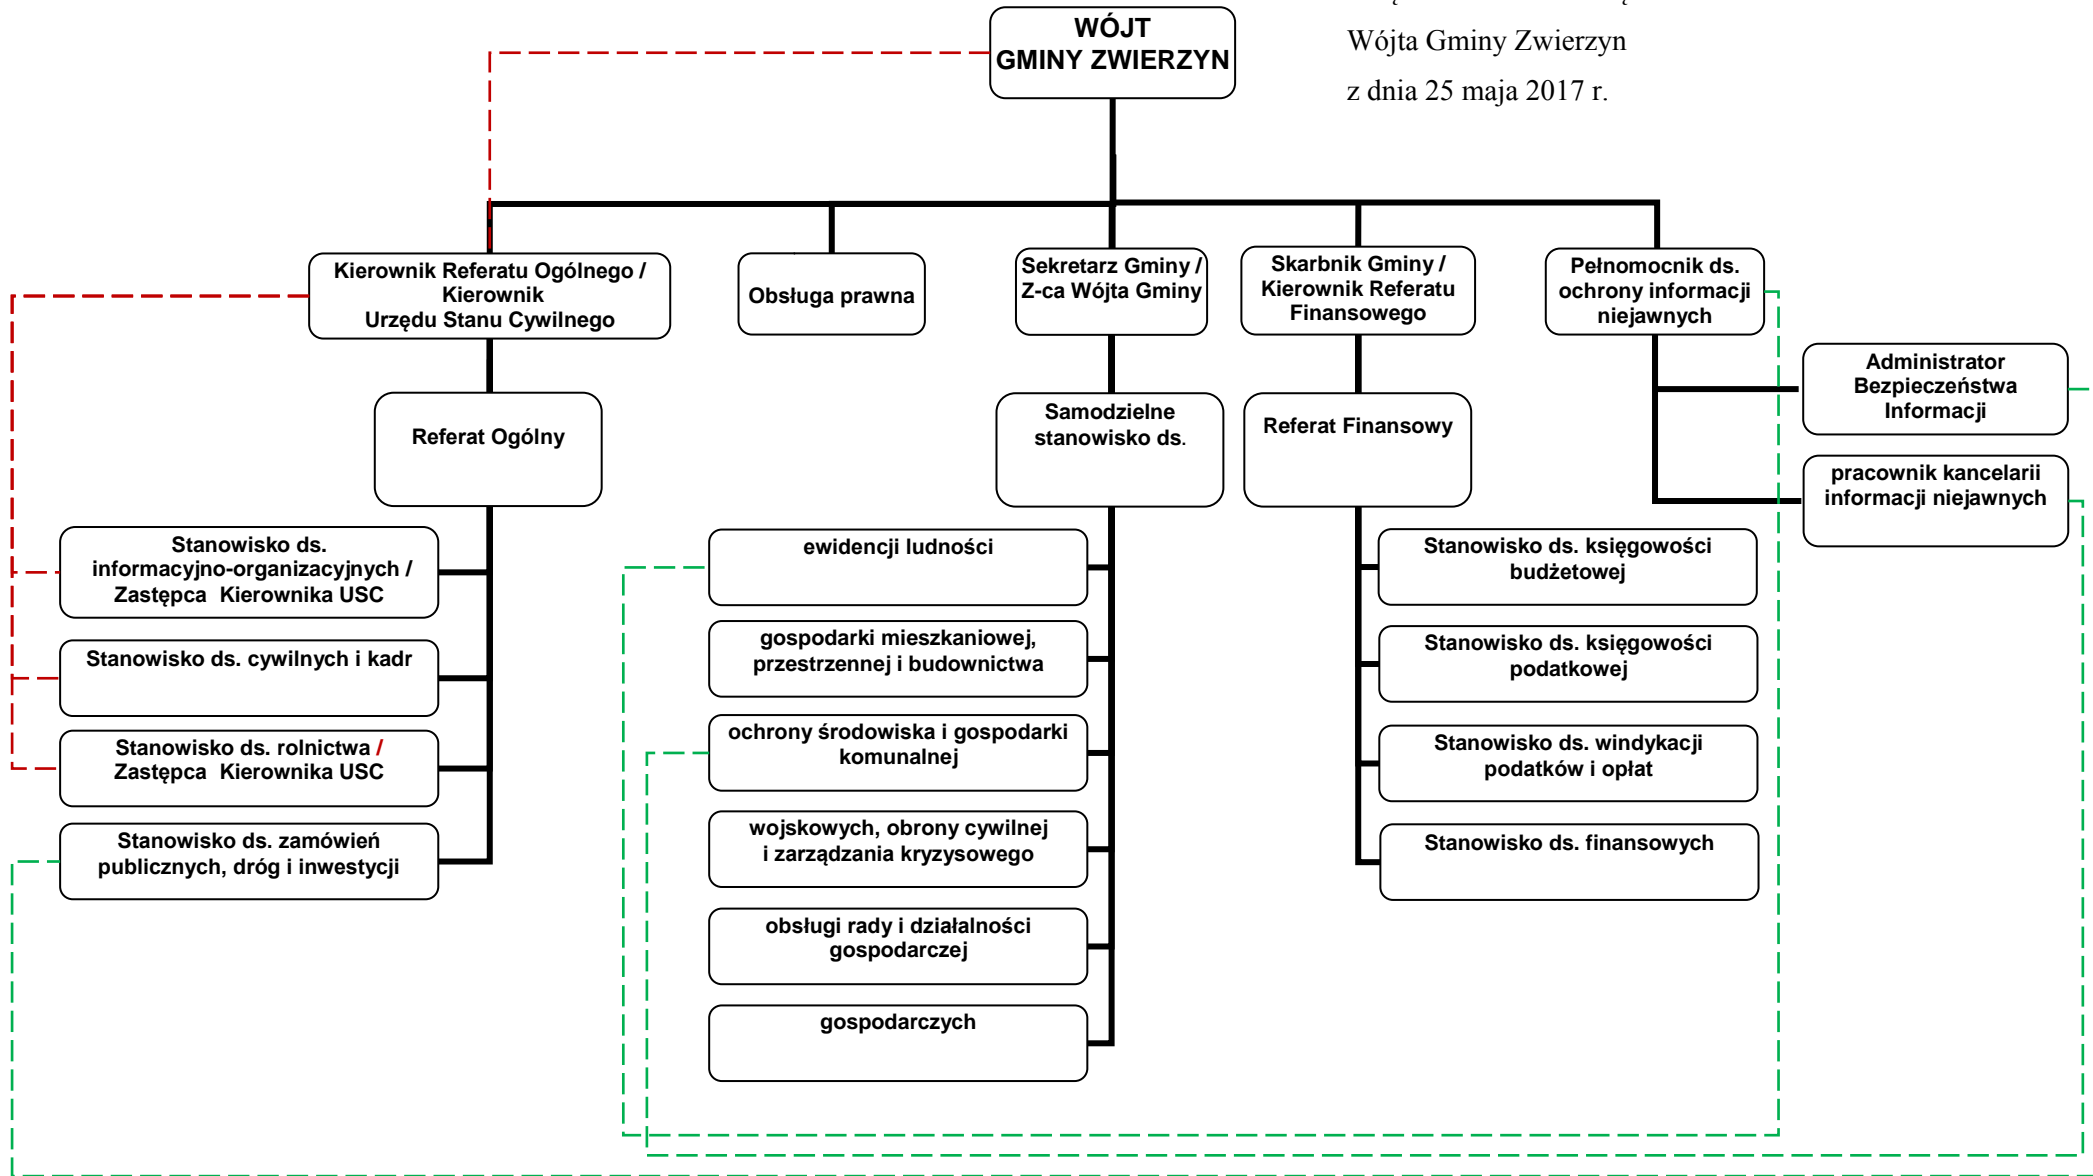 WÓJT
GMINY ZWIERZYN
Wójta Gminy Zwierzyn
z dnia 25 maja 2017 r.
Kierownik Referatu Ogólnego /
Kierownik
Urzędu Stanu Cywilnego
Obsługa prawna
Sekretarz Gminy /
Z-ca Wójta Gminy
Skarbnik Gminy /
Kierownik Referatu
Finansowego
Pełnomocnik ds.
ochrony informacji
niejawnych
Administrator
Bezpieczeństwa
Informacji
pracownik kancelarii
informacji niejawnych
Referat Ogólny
Samodzielne
stanowisko ds.
Referat Finansowy
Stanowisko ds.
informacyjno-organizacyjnych /
Zastępca Kierownika USC
Stanowisko ds. cywilnych i kadr
Stanowisko ds. rolnictwa /
Zastępca Kierownika USC
Stanowisko ds. zamówień
publicznych, dróg i inwestycji
ewidencji ludności
gospodarki mieszkaniowej,
przestrzennej i budownictwa
ochrony środowiska i gospodarki
komunalnej
wojskowych, obrony cywilnej
i zarządzania kryzysowego
obsługi rady i działalności
gospodarczej
gospodarczych
Stanowisko ds. księgowości
budżetowej
Stanowisko ds. księgowości
podatkowej
Stanowisko ds. windykacji
podatków i opłat
Stanowisko ds. finansowych